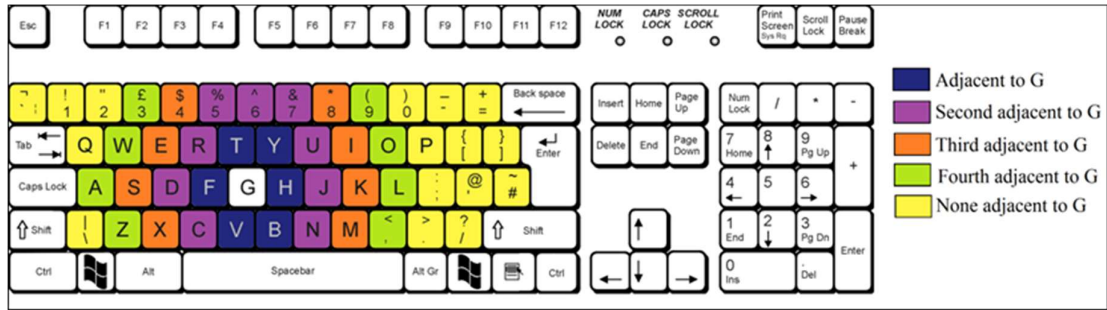 Esc F1 F2 F3 F4 F5 F6 F7 F8 F9 F10 F11 F12 NUM LOCK CAPS LOCK SCROLL LOCK Print Screen Sys Rq Scroll Lock Pause Break
¬ ` ¦ ! 1 " 2 £ 3 $ 4 % 5 ^ 6 & 7 * 8 ( 9 ) 0 - + = Back space Insert Home Page Up Num Lock / * -
Tab Q W E R T Y U I O P { [ } ] Enter Delete End Page Down 7 Home 8 9 Pg Up +
Caps Lock A S D F G H J K L : ; @ ' ~ # 4 5 6
Shift | \ Z X C V B N M < , > . ? / Shift 1 End 2 3 Pg Dn Enter
Ctrl Alt Spacebar Alt Gr Ctrl 0 Ins . Del
Adjacent to G
Second adjacent to G
Third adjacent to G
Fourth adjacent to G
None adjacent to G